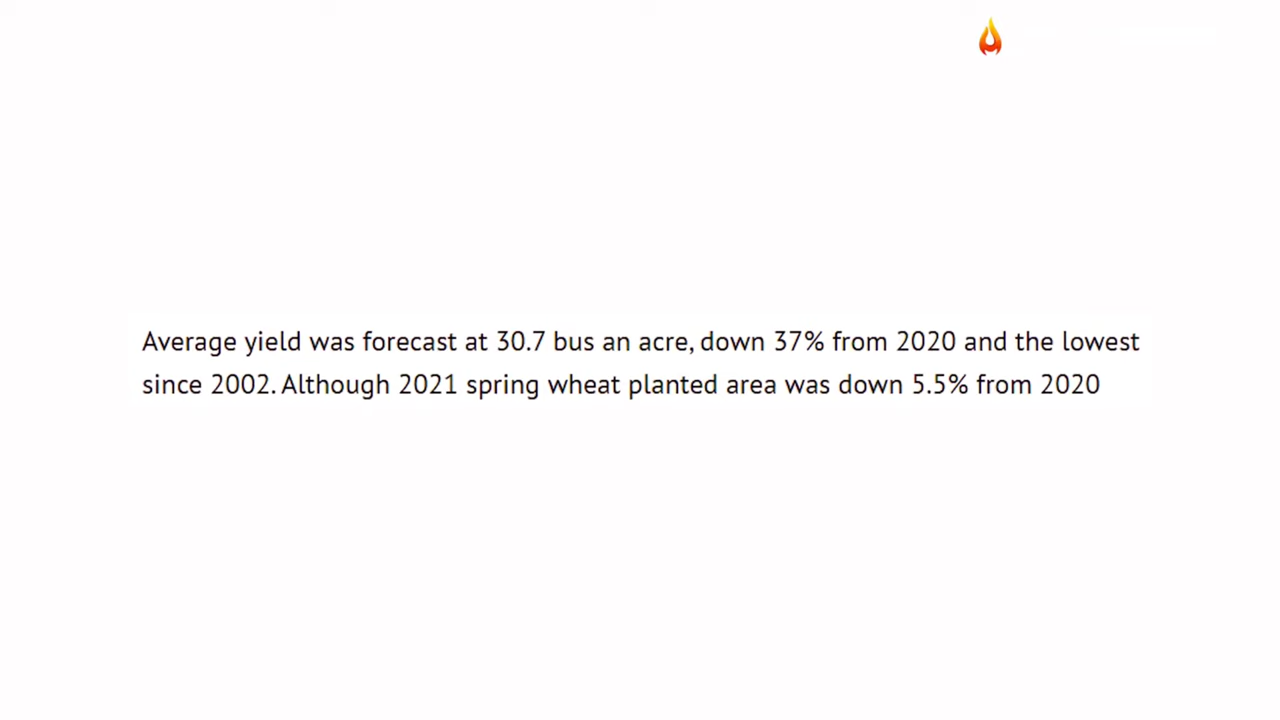 Average yield was forecast at 30.7 bus an acre, down 37% from 2020 and the lowest
since 2002. Although 2021 spring wheat planted area was down 5.5% from 2020